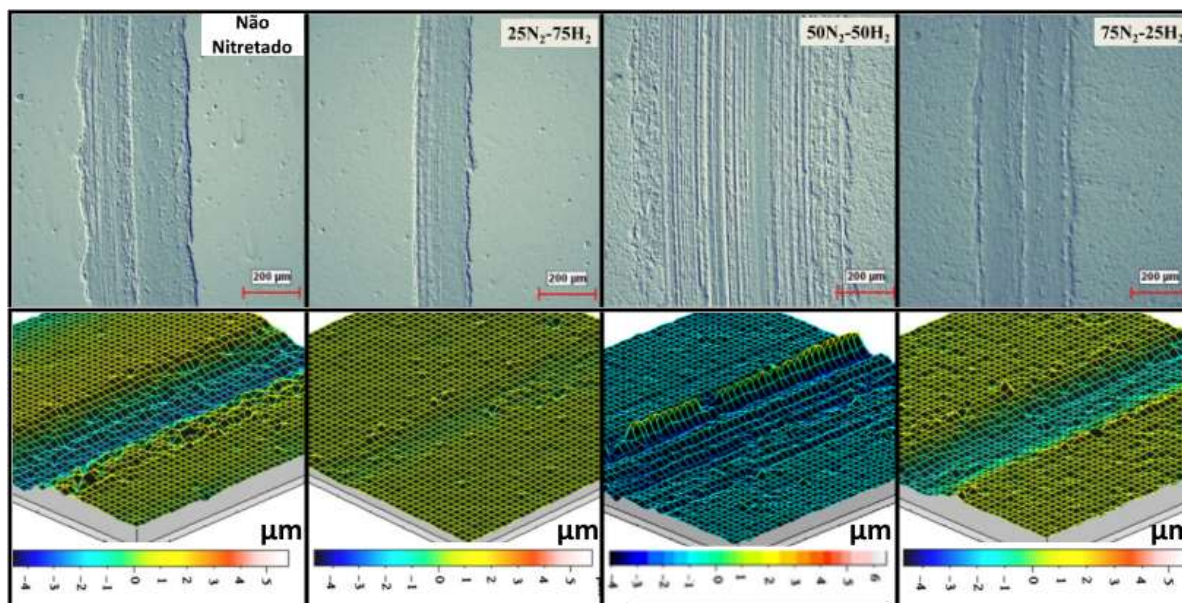 Não
Nitretado
25N₂-75H₂
50N₂-50H₂
75N₂-25H₂
200 µm
200 µm
200 µm
200 µm
µm
µm
µm
µm
-4 -3 -2 -1 0 1 2 3 4 5
-4 -3 -2 -1 0 1 2 3 4 5
-4 -3 -2 -1 0 1 2 3 4 5 6
-4 -3 -2 -1 0 1 2 3 4 5